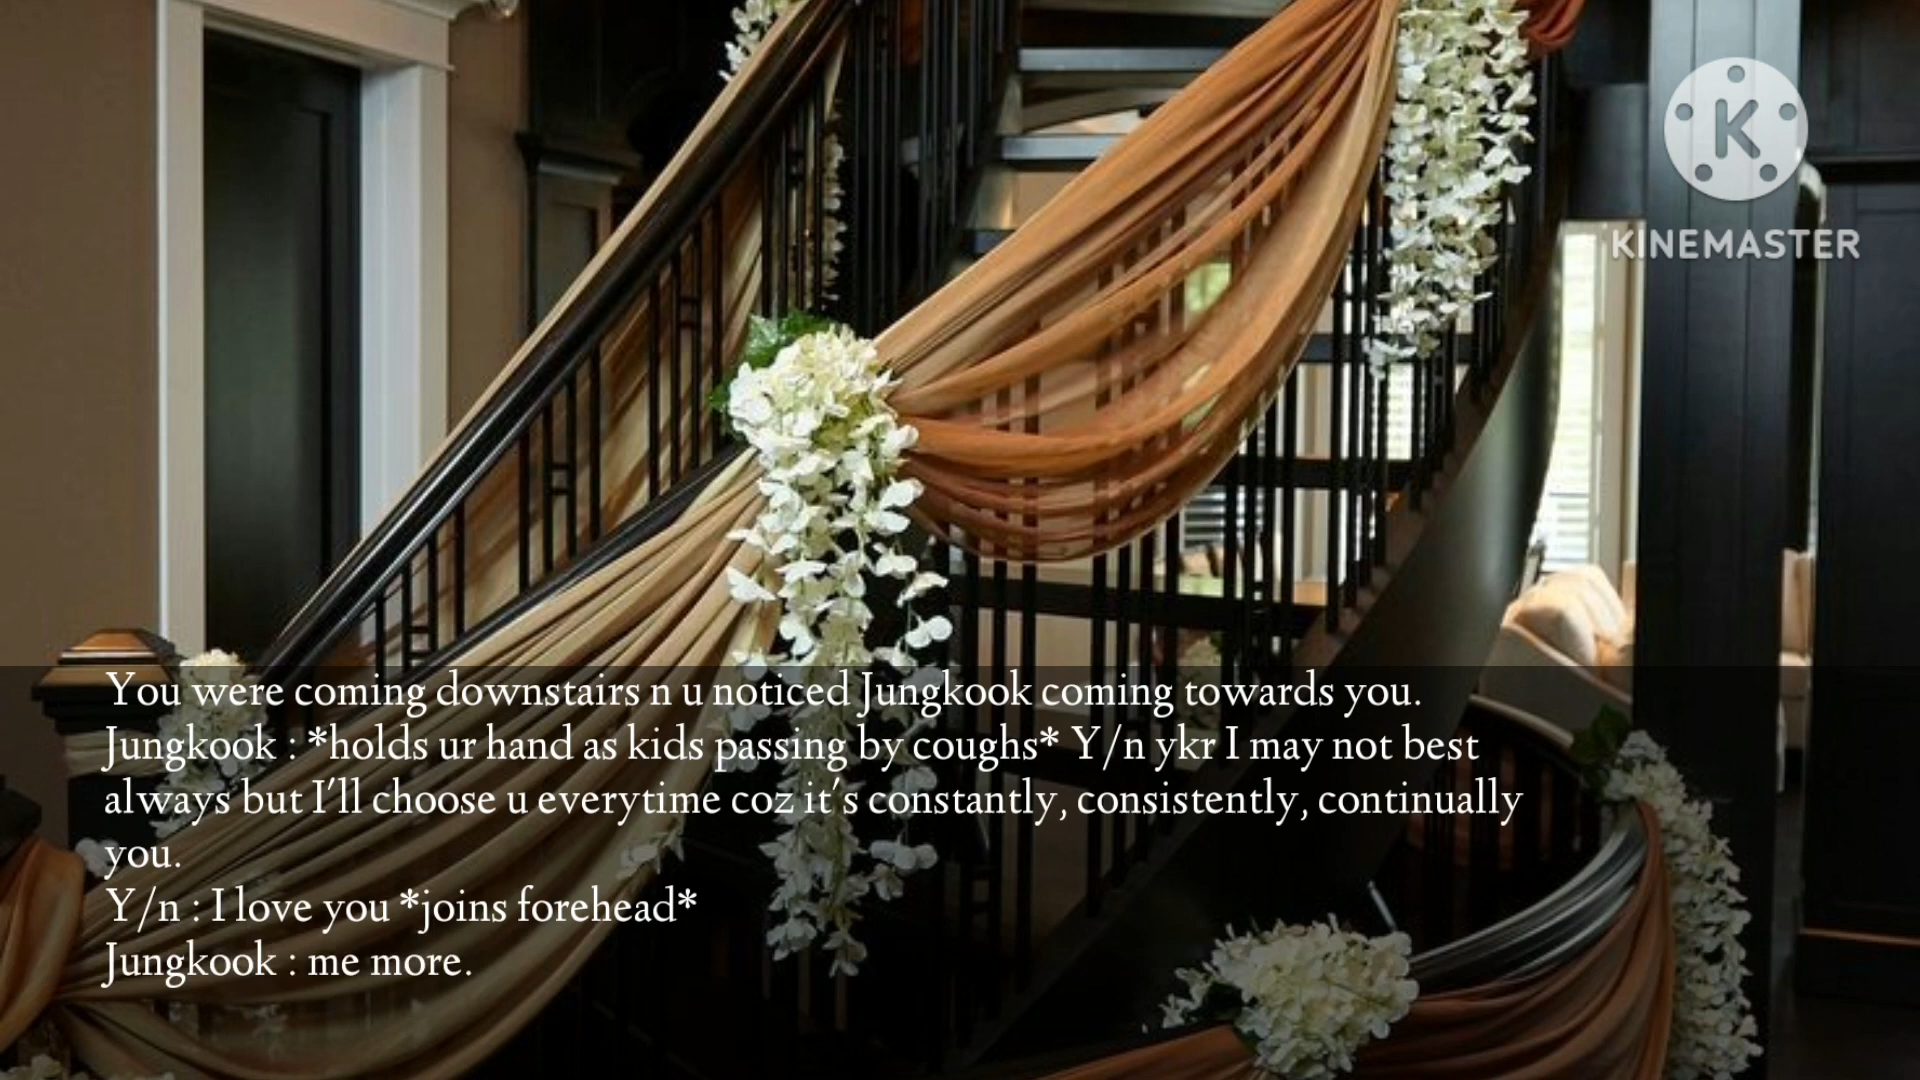 KINEMASTER
You were coming downstairs n u noticed Jungkook coming towards you.
Jungkook : *holds ur hand as kids passing by coughs* Y/n ykr I may not best
always but I'll choose u everytime coz it's constantly, consistently, continually
you.
Y/n : I love you *joins forehead*
Jungkook : me more.